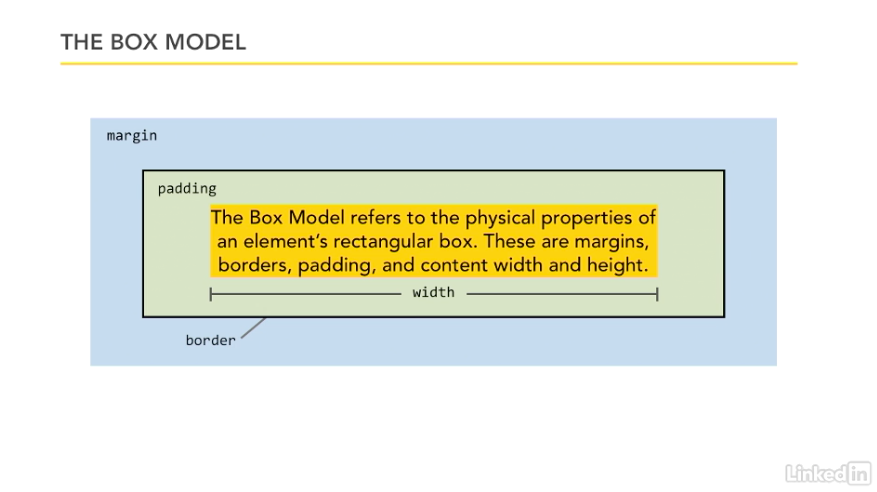 THE BOX MODEL
margin
padding
The Box Model refers to the physical properties of
an element’s rectangular box. These are margins,
borders, padding, and content width and height.
width
border
LinkedIn